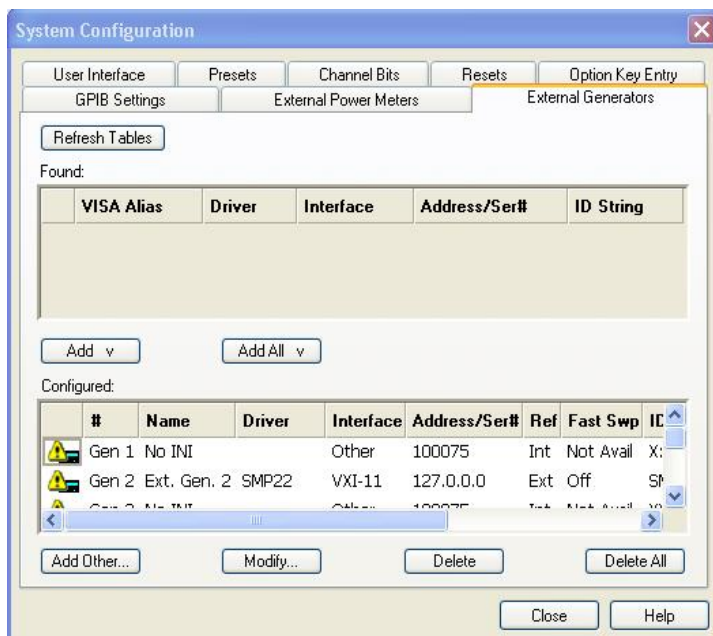 System Configuration
User Interface Presets Channel Bits Resets Option Key Entry
GPIB Settings External Power Meters External Generators
Refresh Tables
Found:
VISA Alias Driver Interface Address/Ser# ID String
Add v Add All v
Configured:
# Name Driver Interface Address/Ser# Ref Fast Swp
Gen 1 No INI Other 100075 Int Not Avail X:
Gen 2 Ext. Gen. 2 SMP22 VXI-11 127.0.0.0 Ext Off
Add Other... Modify... Delete Delete All
Close Help